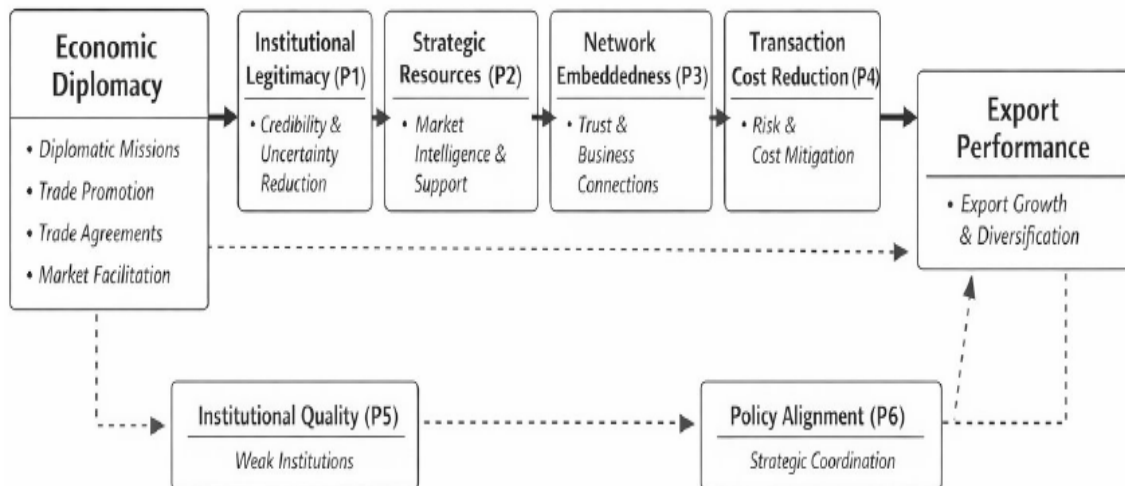 Economic
Diplomacy
• Diplomatic Missions
• Trade Promotion
• Trade Agreements
• Market Facilitation
Institutional
Legitimacy (P1)
• Credibility &
Uncertainty
Reduction
Strategic
Resources (P2)
• Market
Intelligence &
Support
Network
Embeddedness (P3)
• Trust &
Business
Connections
Transaction
Cost Reduction (P4)
• Risk &
Cost Mitigation
Export
Performance
• Export Growth
& Diversification
Institutional Quality (P5)
Weak Institutions
Policy Alignment (P6)
Strategic Coordination